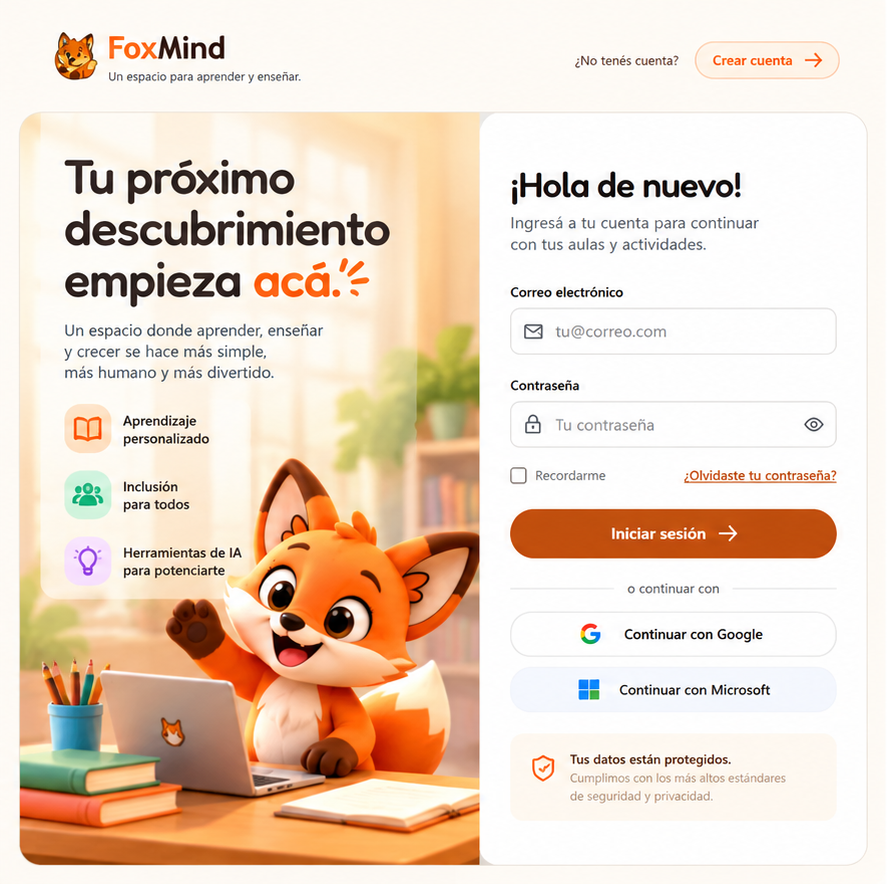 FoxMind
Un espacio para aprender y enseñar.
¿No tenés cuenta?
Crear cuenta
Tu próximo
descubrimiento
empieza acá.
Un espacio donde aprender, enseñar
y crecer se hace más simple,
más humano y más divertido.
Aprendizaje
personalizado
Inclusión
para todos
Herramientas de IA
para potenciarte
¡Hola de nuevo!
Ingresá a tu cuenta para continuar
con tus aulas y actividades.
Correo electrónico
tu@correo.com
Contraseña
Tu contraseña
Recordarme
¿Olvidaste tu contraseña?
Iniciar sesión
o continuar con
Continuar con Google
Continuar con Microsoft
Tus datos están protegidos.
Cumplimos con los más altos estándares
de seguridad y privacidad.